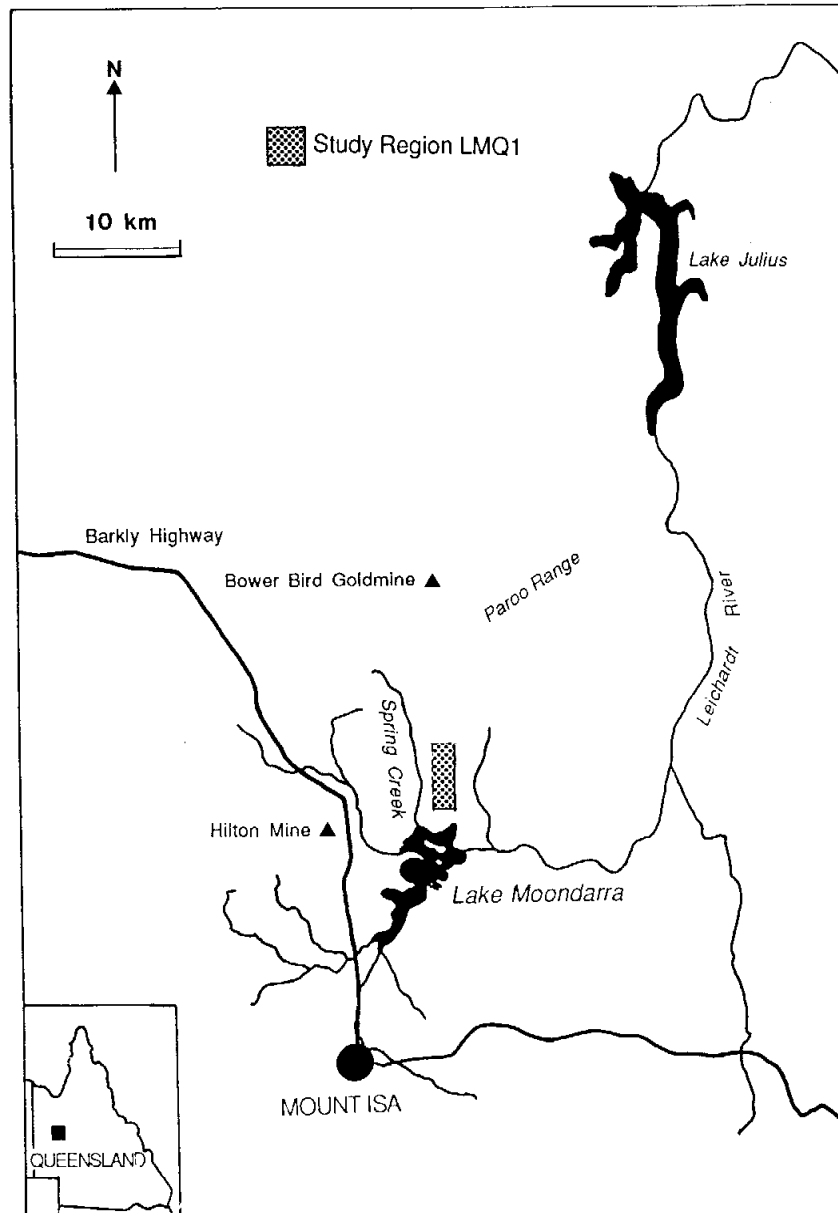 N
Study Region LMQ1
10 km
Lake Julius
Barkly Highway
Bower Bird Goldmine
Paroo Range
Leichardt River
Spring Creek
Hilton Mine
Lake Moondarra
MOUNT ISA
QUEENSLAND